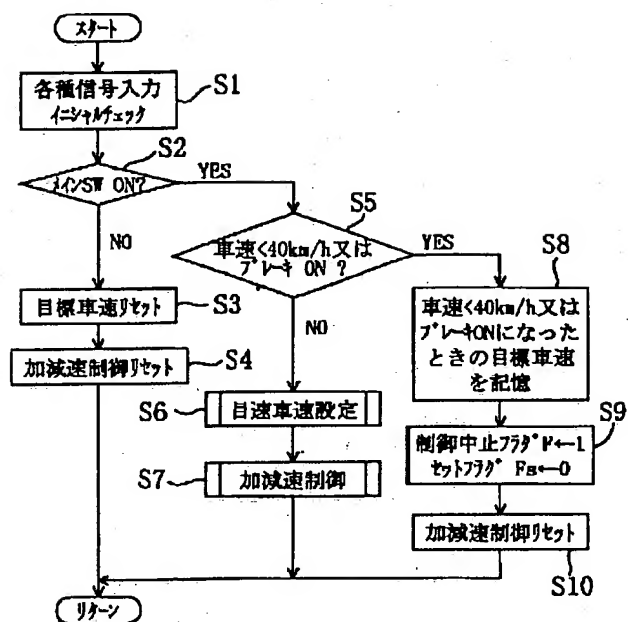 スタート
各種信号入力
イニシャルチェック
S1
S2
メインSW ON?
YES
NO
S5
車速<40km/h又は
ブレーキ ON ?
YES
NO
目標車速リセット
S3
加減速制御リセット
S4
S6
目速車速設定
S7
加減速制御
S8
車速<40km/h又は
ブレーキONになった
ときの目標車速
を記憶
S9
制御中止フラグF←1
セットフラグ Fs←0
加減速制御リセット
S10
リターン